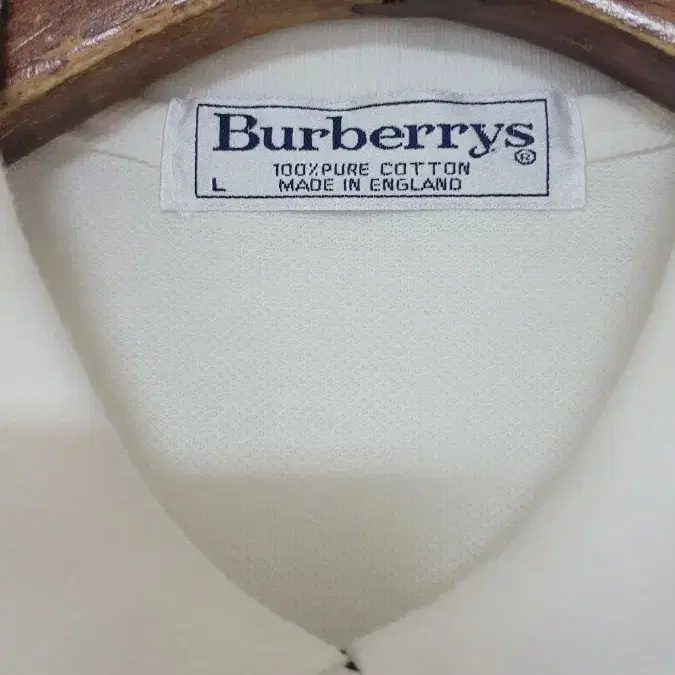 Burberrys®
100%PURE COTTON
L MADE IN ENGLAND